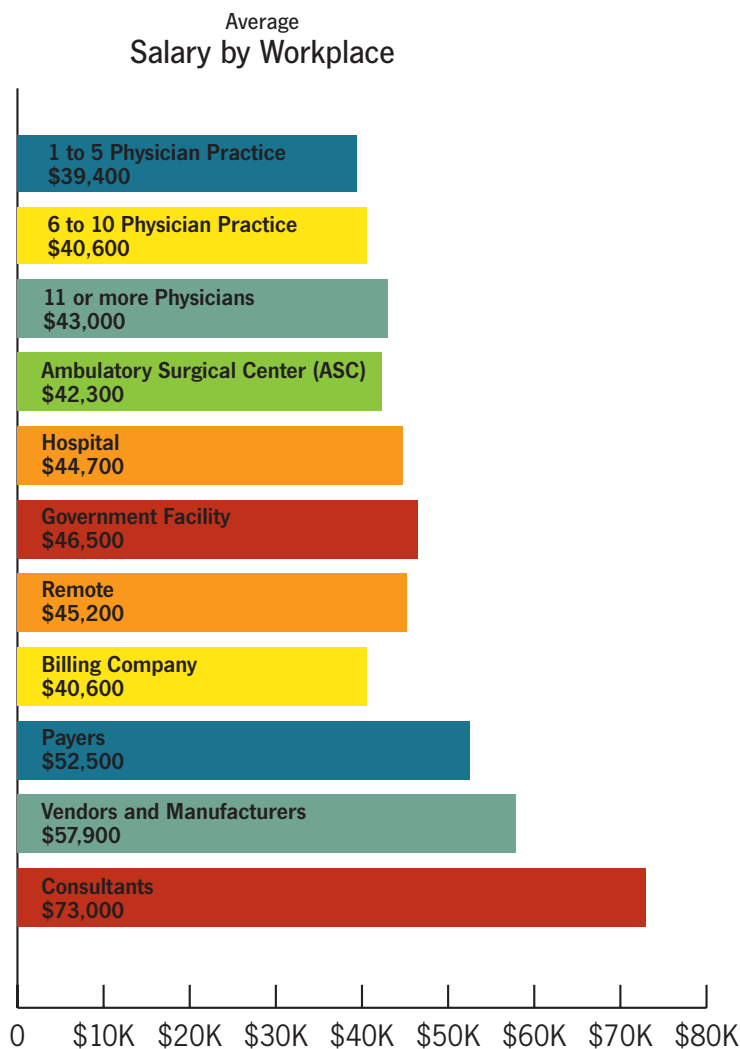 Average
Salary by Workplace
1 to 5 Physician Practice
$39,400
6 to 10 Physician Practice
$40,600
11 or more Physicians
$43,000
Ambulatory Surgical Center (ASC)
$42,300
Hospital
$44,700
Government Facility
$46,500
Remote
$45,200
Billing Company
$40,600
Payers
$52,500
Vendors and Manufacturers
$57,900
Consultants
$73,000
0 $10K $20K $30K $40K $50K $60K $70K $80K